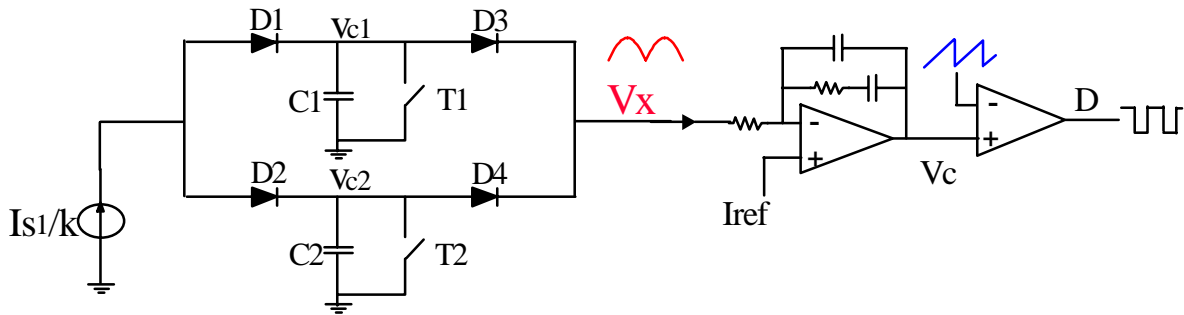 D1
Vc1
D3
C1
T1
Vx
-
+
Iref
Vc
-
+
D
D2
Vc2
D4
Is1/k
C2
T2